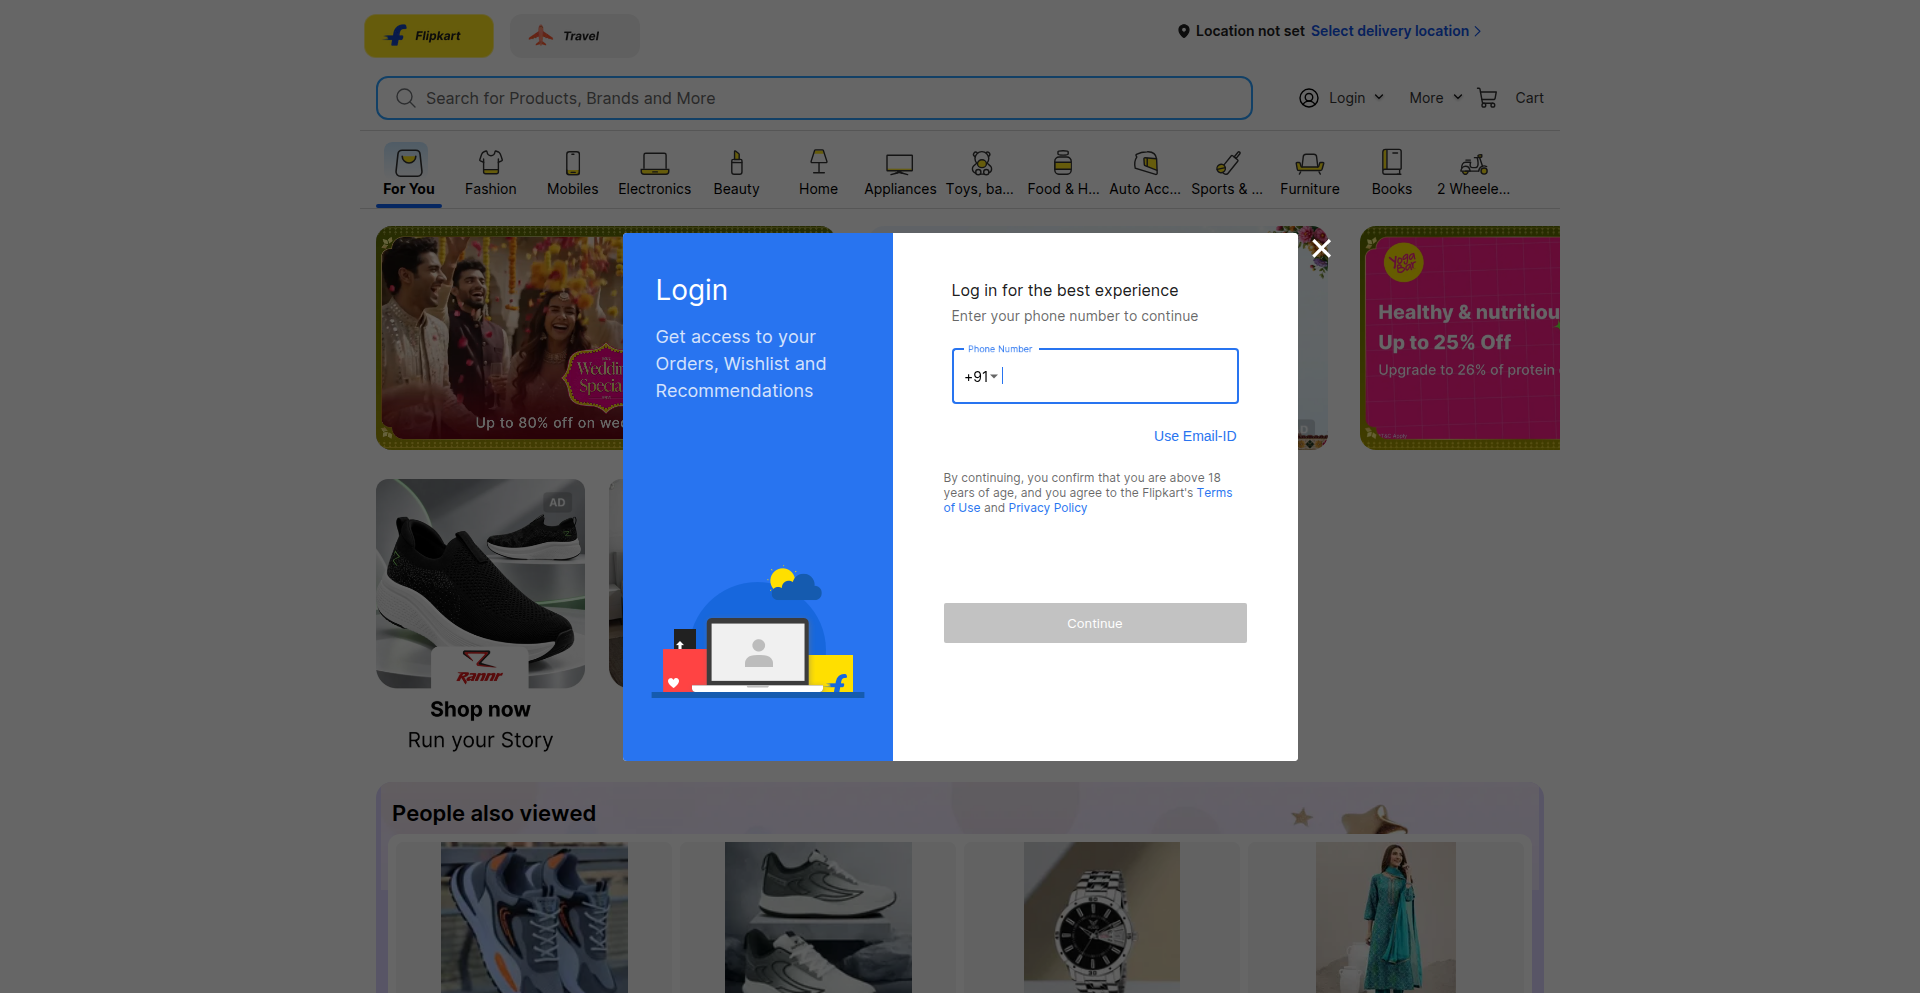 Flipkart
Travel
Location not set Select delivery location
Search for Products, Brands and More
Login
More
Cart
For You
Fashion
Mobiles
Electronics
Beauty
Home
Appliances
Toys, ba...
Food & H...
Auto Acc...
Sports & ...
Furniture
Books
2 Wheele...
Up to 80% off on wed
Yoga
Bar
Healthy & nutritiou
Up to 25% Off
Upgrade to 26% of protein
Login
Get access to your
Orders, Wishlist and
Recommendations
Log in for the best experience
Enter your phone number to continue
Phone Number
+91
Use Email-ID
By continuing, you confirm that you are above 18
years of age, and you agree to the Flipkart's Terms
of Use and Privacy Policy
Continue
AD
Rannr
Shop now
Run your Story
People also viewed